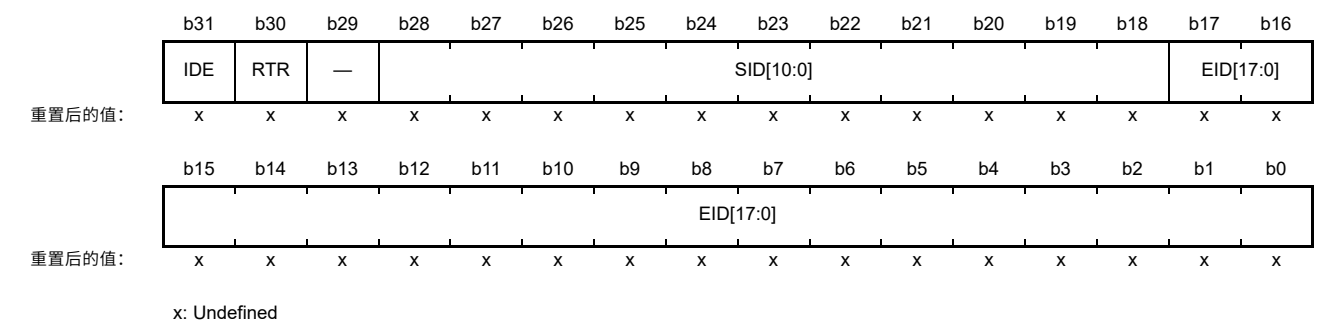 b31 b30 b29 b28 b27 b26 b25 b24 b23 b22 b21 b20 b19 b18 b17 b16
IDE RTR — SID[10:0] EID[17:0]
重置后的值： x x x x x x x x x x x x x x x x
b15 b14 b13 b12 b11 b10 b9 b8 b7 b6 b5 b4 b3 b2 b1 b0
EID[17:0]
重置后的值： x x x x x x x x x x x x x x x x
x: Undefined